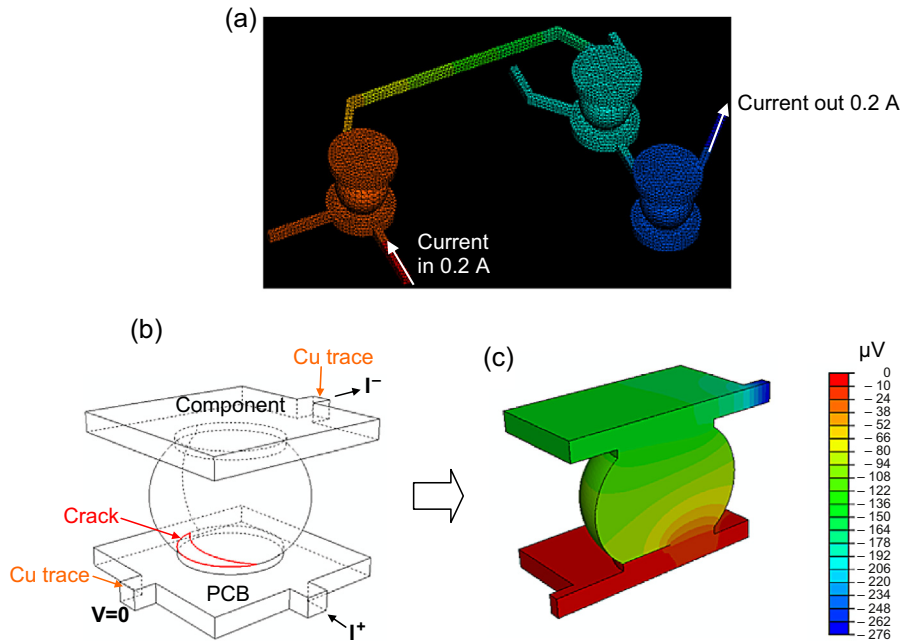 (a)
Current out 0.2 A
Current
in 0.2 A
(b)
Cu trace
I⁻
Component
Crack
Cu trace
PCB
V=0
I⁺
(c)
µV
0
−10
−24
−38
−52
−66
−80
−94
−108
−122
−136
−150
−164
−178
−192
−206
−220
−234
−248
−262
−276